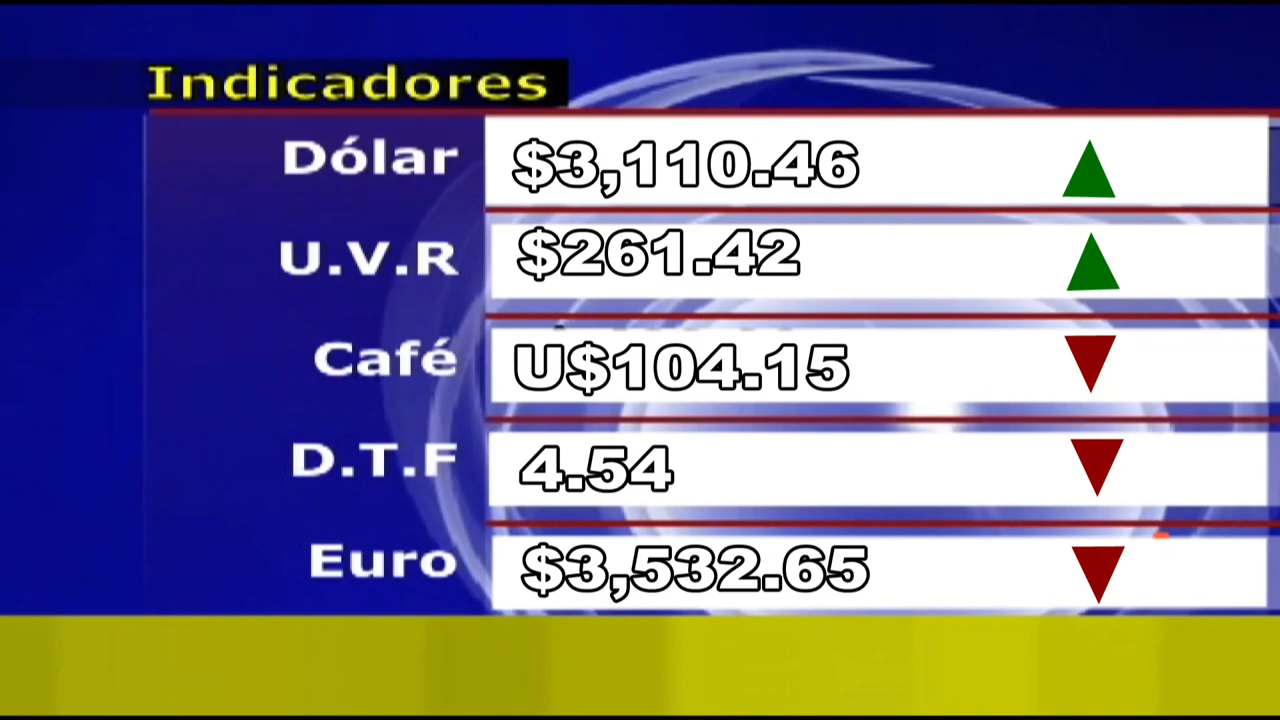 Indicadores
Dólar $3,110.46
U.V.R $261.42
Café U$104.15
D.T.F 4.54
Euro $3,532.65